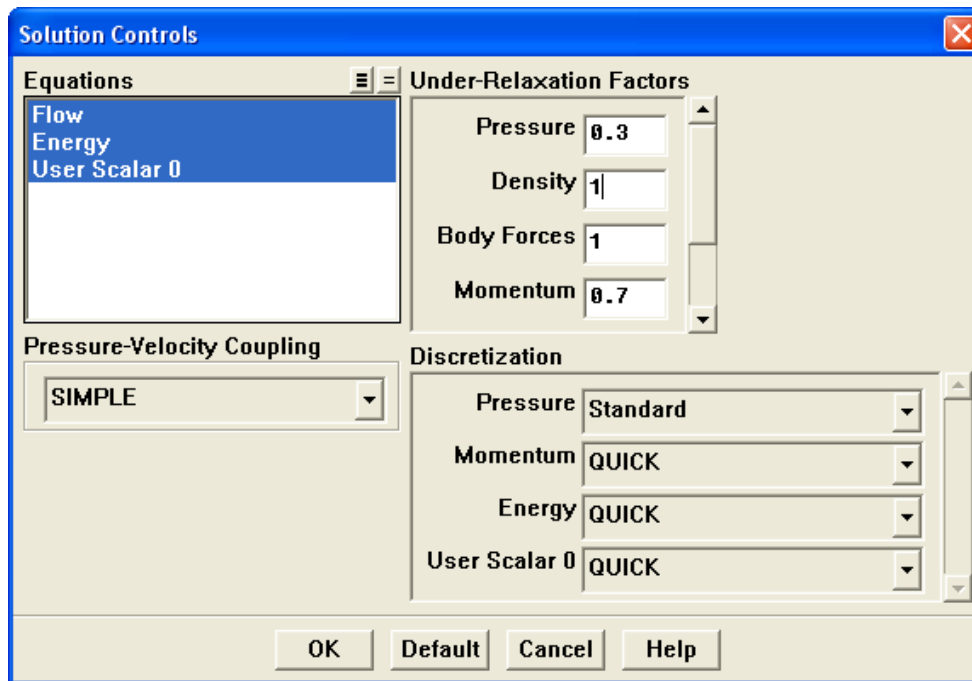 Solution Controls
Equations
Flow
Energy
User Scalar 0
Under-Relaxation Factors
Pressure 0.3
Density 1
Body Forces 1
Momentum 0.7
Pressure-Velocity Coupling
SIMPLE
Discretization
Pressure Standard
Momentum QUICK
Energy QUICK
User Scalar 0 QUICK
OK Default Cancel Help